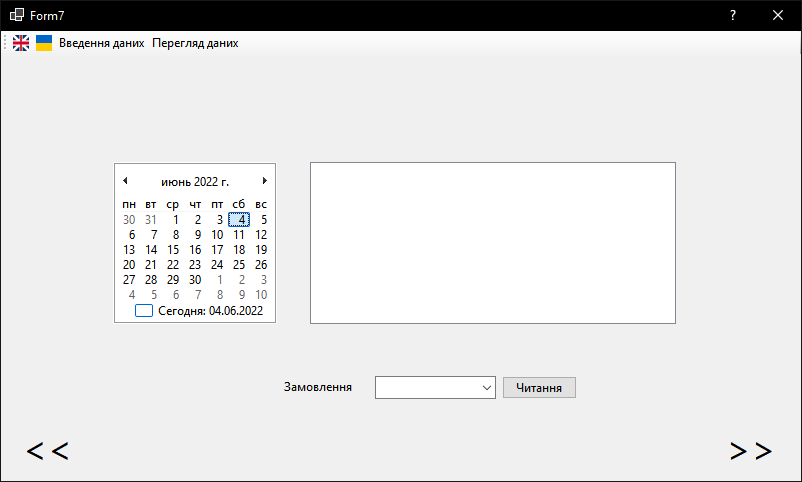 Form7
?
Введення даних Перегляд даних
июнь 2022 г.
пн вт ср чт пт сб вс
30 31 1 2 3 4 5
6 7 8 9 10 11 12
13 14 15 16 17 18 19
20 21 22 23 24 25 26
27 28 29 30 1 2 3
4 5 6 7 8 9 10
Сегодня: 04.06.2022
Замовлення
Читання
< <
> >